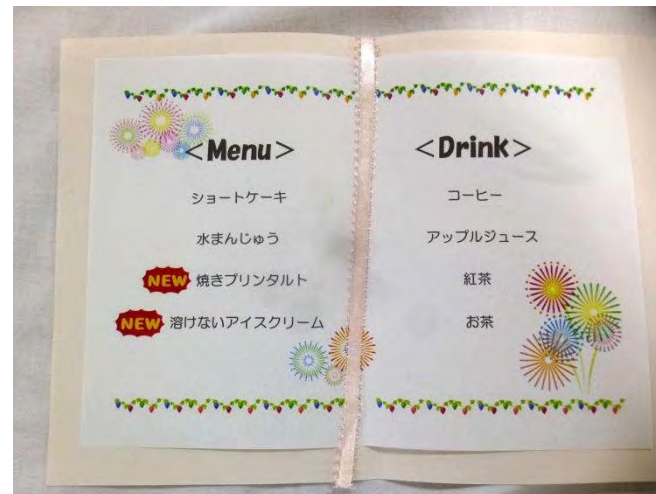 <Menu>
ショートケーキ
水まんじゅう
NEW 焼きプリンタルト
NEW 溶けないアイスクリーム
<Drink>
コーヒー
アップルジュース
紅茶
お茶